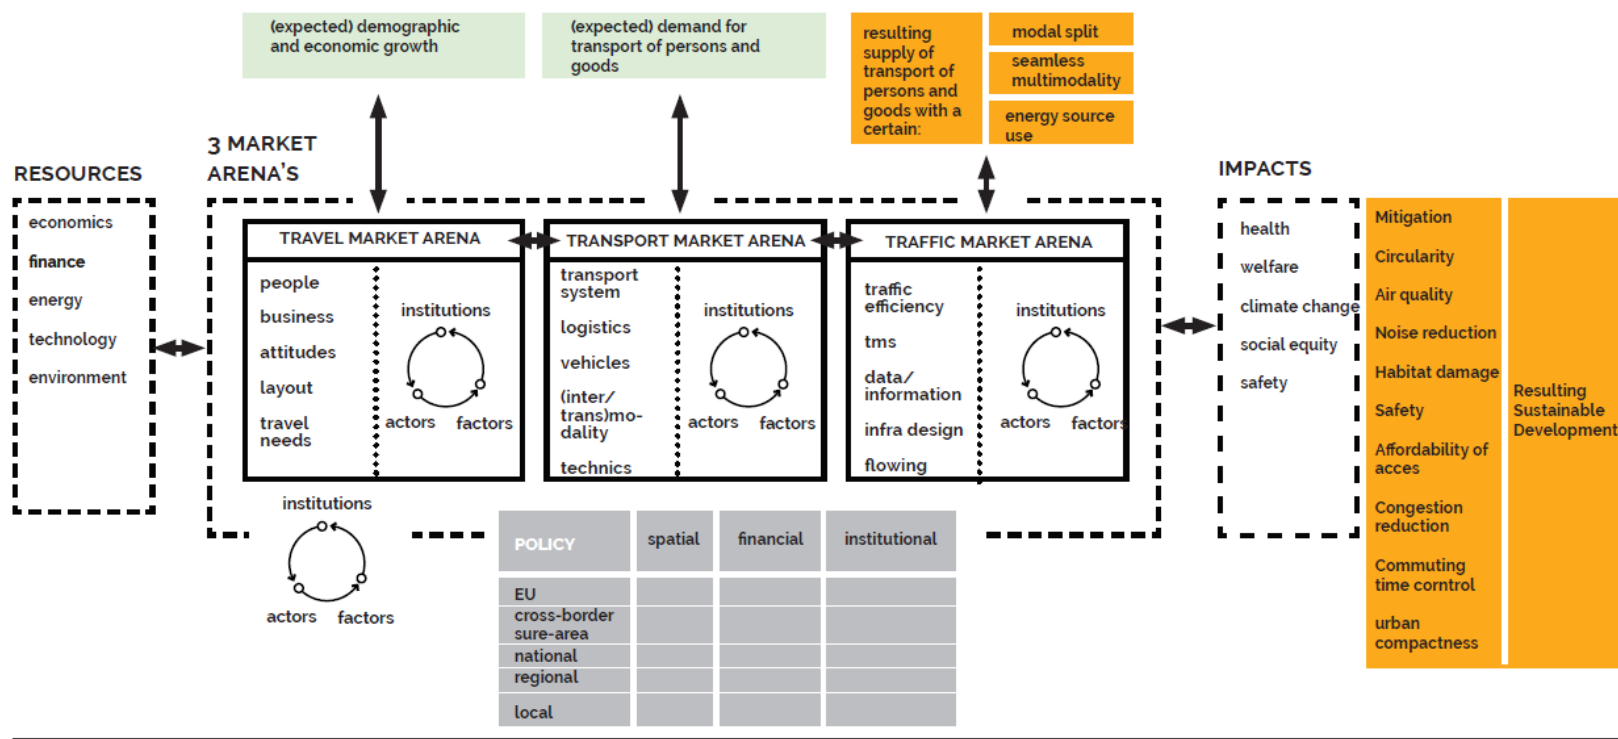 (expected) demographic
and economic growth
(expected) demand for
transport of persons and
goods
resulting
supply of
transport of
persons and
goods with a
certain:
modal split
seamless
multimodality
energy source
use
3 MARKET
ARENA'S
RESOURCES
economics
finance
energy
technology
environment
TRAVEL MARKET ARENA
people
business
attitudes
layout
travel
needs
institutions
actors
factors
TRANSPORT MARKET ARENA
transport
system
logistics
vehicles
(inter/
trans)mo-
dality
technics
institutions
actors
factors
TRAFFIC MARKET ARENA
traffic
efficiency
tms
data/
information
infra design
flowing
institutions
actors
factors
institutions
actors
factors
POLICY
spatial
financial
institutional
EU
cross-border
sure-area
national
regional
local
IMPACTS
health
welfare
climate change
social equity
safety
Mitigation
Circularity
Air quality
Noise reduction
Habitat damage
Safety
Affordability of
acces
Congestion
reduction
Commuting
time corntrol
urban
compactness
Resulting
Sustainable
Development